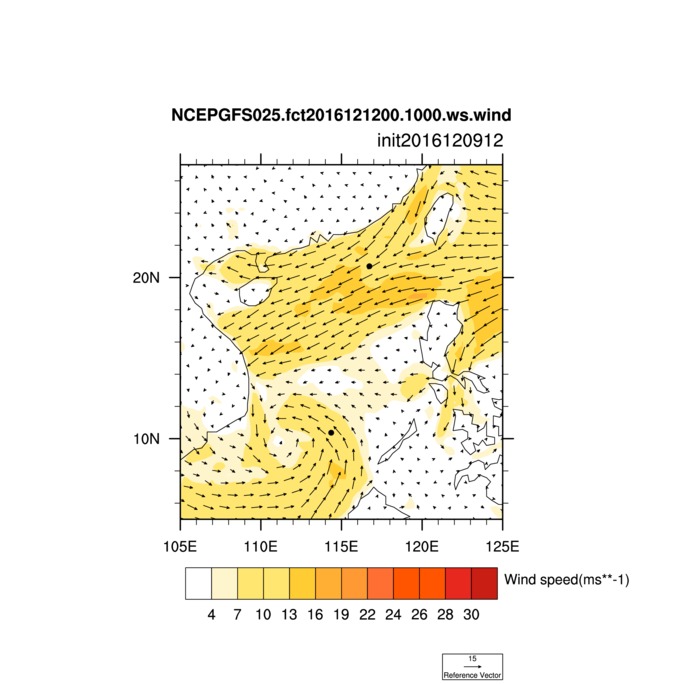 NCEPGFS025.fct2016121200.1000.ws.wind
init2016120912
20N
10N
105E 110E 115E 120E 125E
Wind speed(ms**-1)
4 7 10 13 16 19 22 24 26 28 30
15
Reference Vector